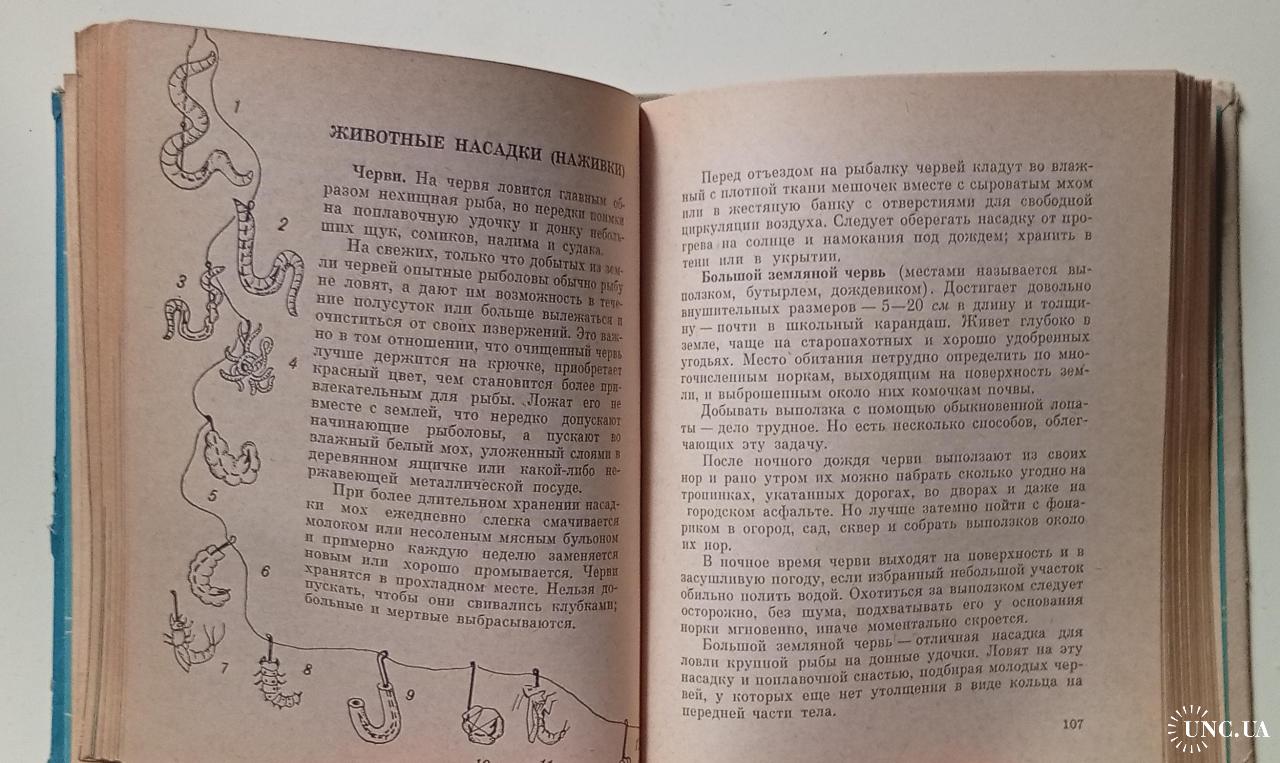 ЖИВОТНЫЕ НАСАДКИ (НАЖИВКИ)
Черви. На червя ловится главным об-
разом нехищная рыба, но нередки поимки
на поплавочную удочку и донку неболь-
ших щук, сомиков, налима и судака.
На свежих, только что добытых из зем-
ли червей опытные рыболовы обычно рыбу
не ловят, а дают им возможность в тече-
ние полусуток или больше вылежаться и
очиститься от своих извержений. Это важ-
но в том отношении, что очищенный червь
лучше держится на крючке, приобретает
красный цвет, чем становится более при-
влекательным для рыбы. Ложат его не
вместе с землей, что нередко допускают
начинающие рыболовы, а пускают во
влажный белый мох, уложенный слоями в
деревянном ящичке или какой-либо не-
ржавеющей металлической посуде.
При более длительном хранении насад-
ки мох ежедневно слегка смачивается
молоком или несоленым мясным бульоном
и примерно каждую неделю заменяется
новым или хорошо промывается. Черви
хранятся в прохладном месте. Нельзя до-
пускать, чтобы они свивались клубками;
больные и мертвые выбрасываются.
1
2
3
4
5
6
7
8
9
Перед отъездом на рыбалку червей кладут во влаж-
ный с плотной ткани мешочек вместе с сыроватым мхом
или в жестяную банку с отверстиями для свободной
циркуляции воздуха. Следует оберегать насадку от про-
грева на солнце и намокания под дождем; хранить в
тени или в укрытии.
Большой земляной червь (местами называется вы-
ползком, бутырлем, дождевиком). Достигает довольно
внушительных размеров — 5—20 см в длину и толщи-
ну — почти в школьный карандаш. Живет глубоко в
земле, чаще на старопахотных и хорошо удобренных
угодьях. Место обитания нетрудно определить по мно-
гочисленным норкам, выходящим на поверхность зем-
ли, и выброшенным около них комочкам почвы.
Добывать выползка с помощью обыкновенной лопа-
ты — дело трудное. Но есть несколько способов, облег-
чающих эту задачу.
После ночного дождя черви выползают из своих
нор и рано утром их можно набрать сколько угодно на
тропинках, укатанных дорогах, во дворах и даже на
городском асфальте. Но лучше затемно пойти с фона-
риком в огород, сад, сквер и собрать выползков около
их нор.
В ночное время черви выходят на поверхность и в
засушливую погоду, если избранный небольшой участок
обильно полить водой. Охотиться за выползком следует
осторожно, без шума, подхватывать его у основания
норки мгновенно, иначе моментально скроется.
Большой земляной червь — отличная насадка для
ловли крупной рыбы на донные удочки. Ловят на эту
насадку и поплавочной снастью, подбирая молодых чер-
вей, у которых еще нет утолщения в виде кольца на
передней части тела.
107
UNC.UA